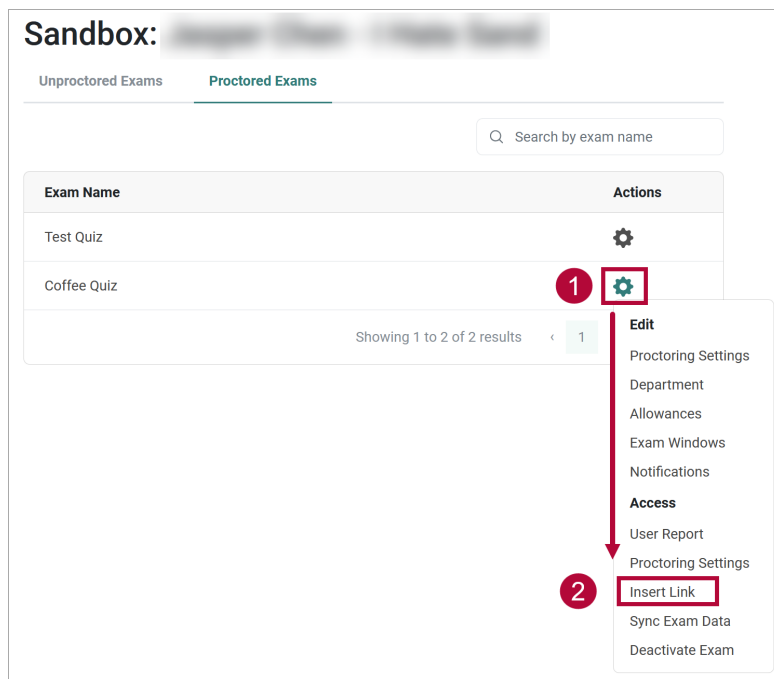 Sandbox:
Unproctored Exams Proctored Exams
Search by exam name
Exam Name Actions
Test Quiz
Coffee Quiz 1
Showing 1 to 2 of 2 results ‹ 1
Edit
Proctoring Settings
Department
Allowances
Exam Windows
Notifications
Access
User Report
Proctoring Settings
2 Insert Link
Sync Exam Data
Deactivate Exam